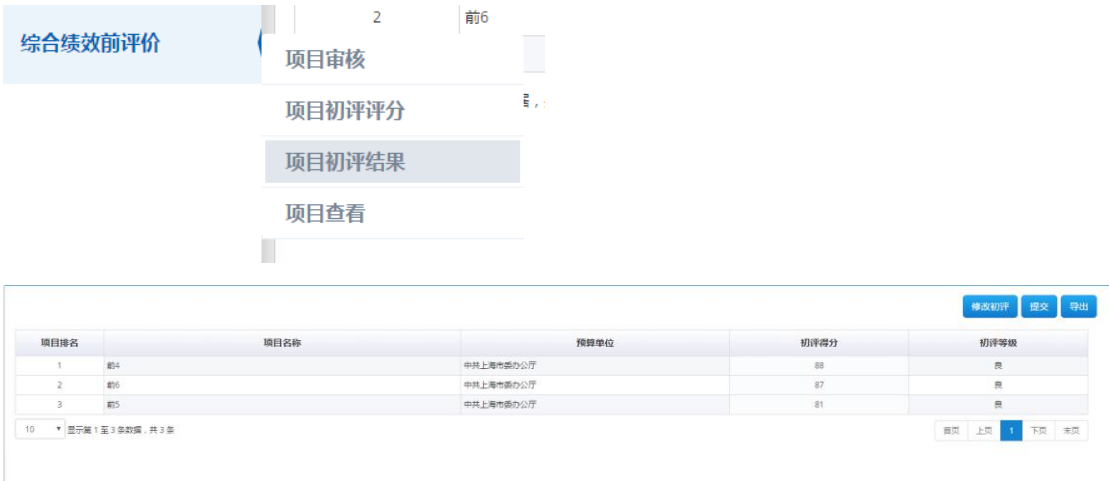 2 前6
综合绩效前评价
项目审核
项目初评评分
项目初评结果
项目查看
修改初评 提交 导出
项目排名 项目名称 预算单位 初评得分 初评等级
1 前4 中共上海市委办公厅 88 良
2 前6 中共上海市委办公厅 87 良
3 前5 中共上海市委办公厅 81 良
10 显示第 1 至 3 条数据，共 3 条 首页 上页 1 下页 末页